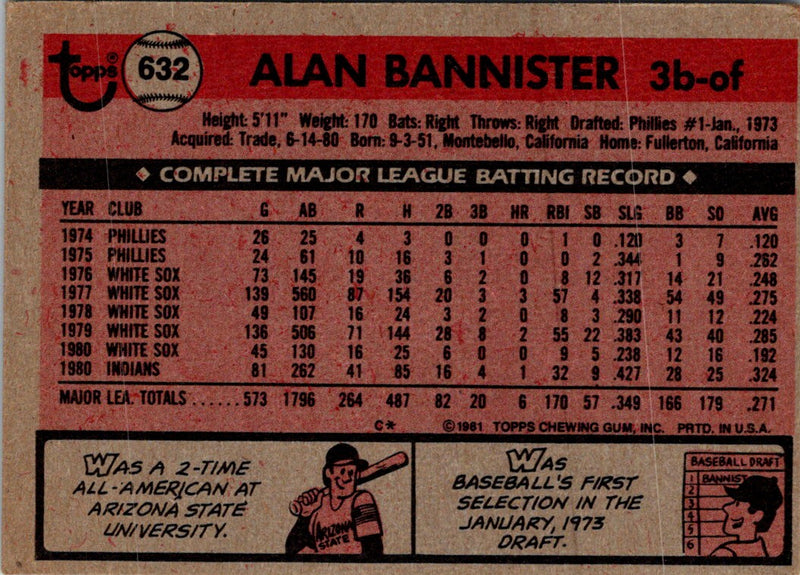 topps® 632 ALAN BANNISTER 3b-of
Height: 5'11" Weight: 170 Bats: Right Throws: Right Drafted: Phillies #1-Jan., 1973
Acquired: Trade, 6-14-80 Born: 9-3-51, Montebello, California Home: Fullerton, California
◆ COMPLETE MAJOR LEAGUE BATTING RECORD ◆
YEAR CLUB G AB R H 2B 3B HR RBI SB SLG BB SO AVG
1974 PHILLIES 26 25 4 3 0 0 0 1 0 .120 3 7 .120
1975 PHILLIES 24 61 10 16 3 1 0 0 2 .344 1 9 .262
1976 WHITE SOX 73 145 19 36 6 2 0 8 12 .317 14 21 .248
1977 WHITE SOX 139 560 87 154 20 3 3 57 4 .338 54 49 .275
1978 WHITE SOX 49 107 16 24 3 2 0 8 3 .290 11 12 .224
1979 WHITE SOX 136 506 71 144 28 8 2 55 22 .383 43 40 .285
1980 WHITE SOX 45 130 16 25 6 0 0 9 5 .238 12 16 .192
1980 INDIANS 81 262 41 85 16 4 1 32 9 .427 28 25 .324
MAJOR LEA. TOTALS ...... 573 1796 264 487 82 20 6 170 57 .349 166 179 .271
C* ©1981 TOPPS CHEWING GUM, INC. PRTD. IN U.S.A.
WAS A 2-TIME
ALL-AMERICAN AT
ARIZONA STATE
UNIVERSITY.
ARIZONA
STATE
WAS
BASEBALL'S FIRST
SELECTION IN THE
JANUARY, 1973
DRAFT.
BASEBALL DRAFT
1 BANNIST
2
3
4
5
6